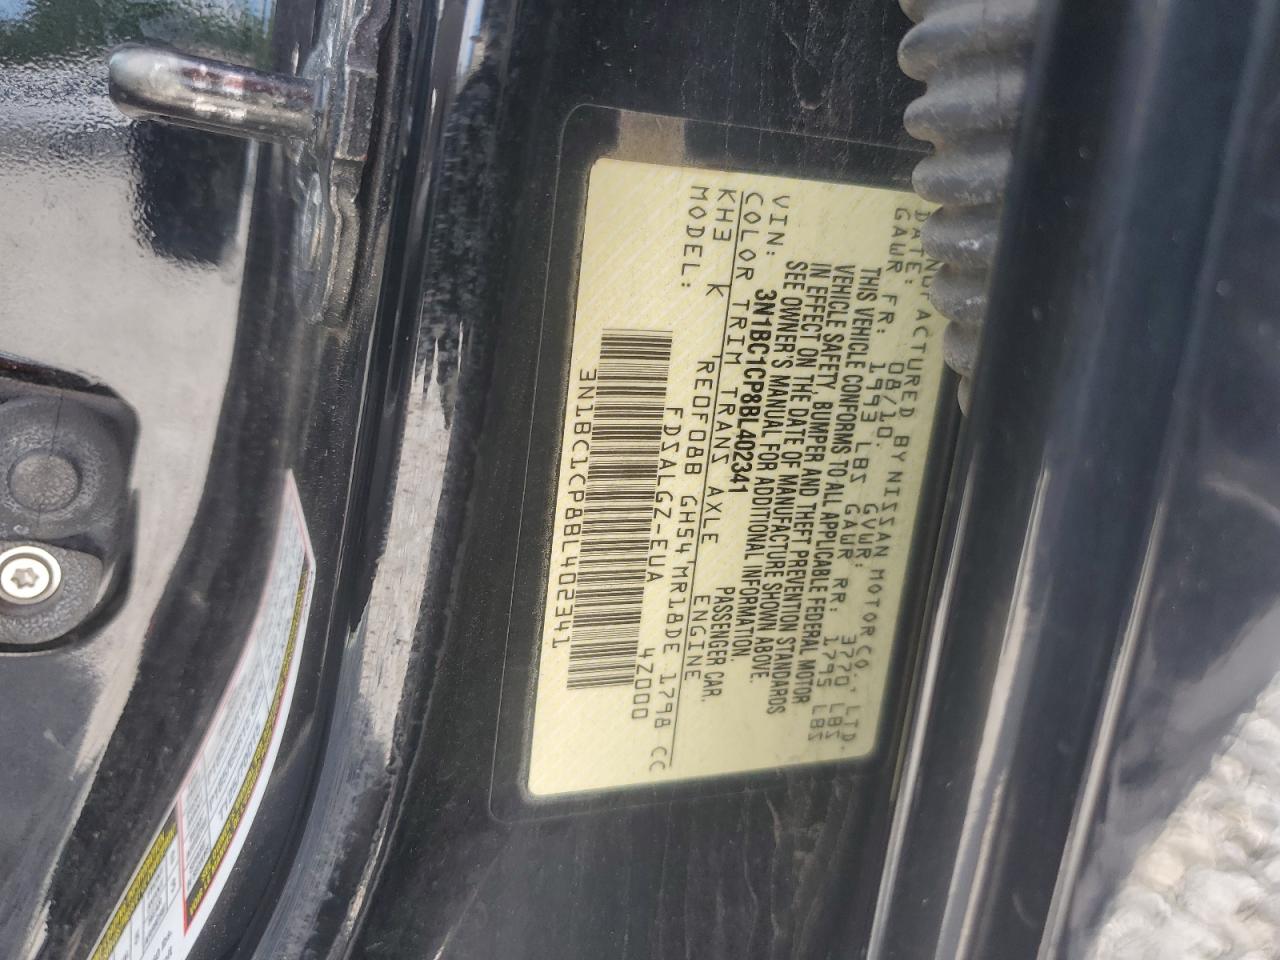 MANUFACTURED BY NISSAN MOTOR CO., LTD.
DATE: 08/10. GVWR: 3770 LBS
GAWR FR: 1993 LBS GAWR RR: 1795 LBS
THIS VEHICLE CONFORMS TO ALL APPLICABLE FEDERAL MOTOR
VEHICLE SAFETY, BUMPER AND THEFT PREVENTION STANDARDS
IN EFFECT ON THE DATE OF MANUFACTURE SHOWN ABOVE.
SEE OWNER'S MANUAL FOR ADDITIONAL INFORMATION.
VIN: 3N1BC1CP8BL402341 PASSENGER CAR.
COLOR TRIM TRANS AXLE ENGINE
KH3 K RE0F08B GH54 MR18DE 1798 CC
MODEL: FDSALGZ-EUA 4Z000
3N1BC1CP8BL402341